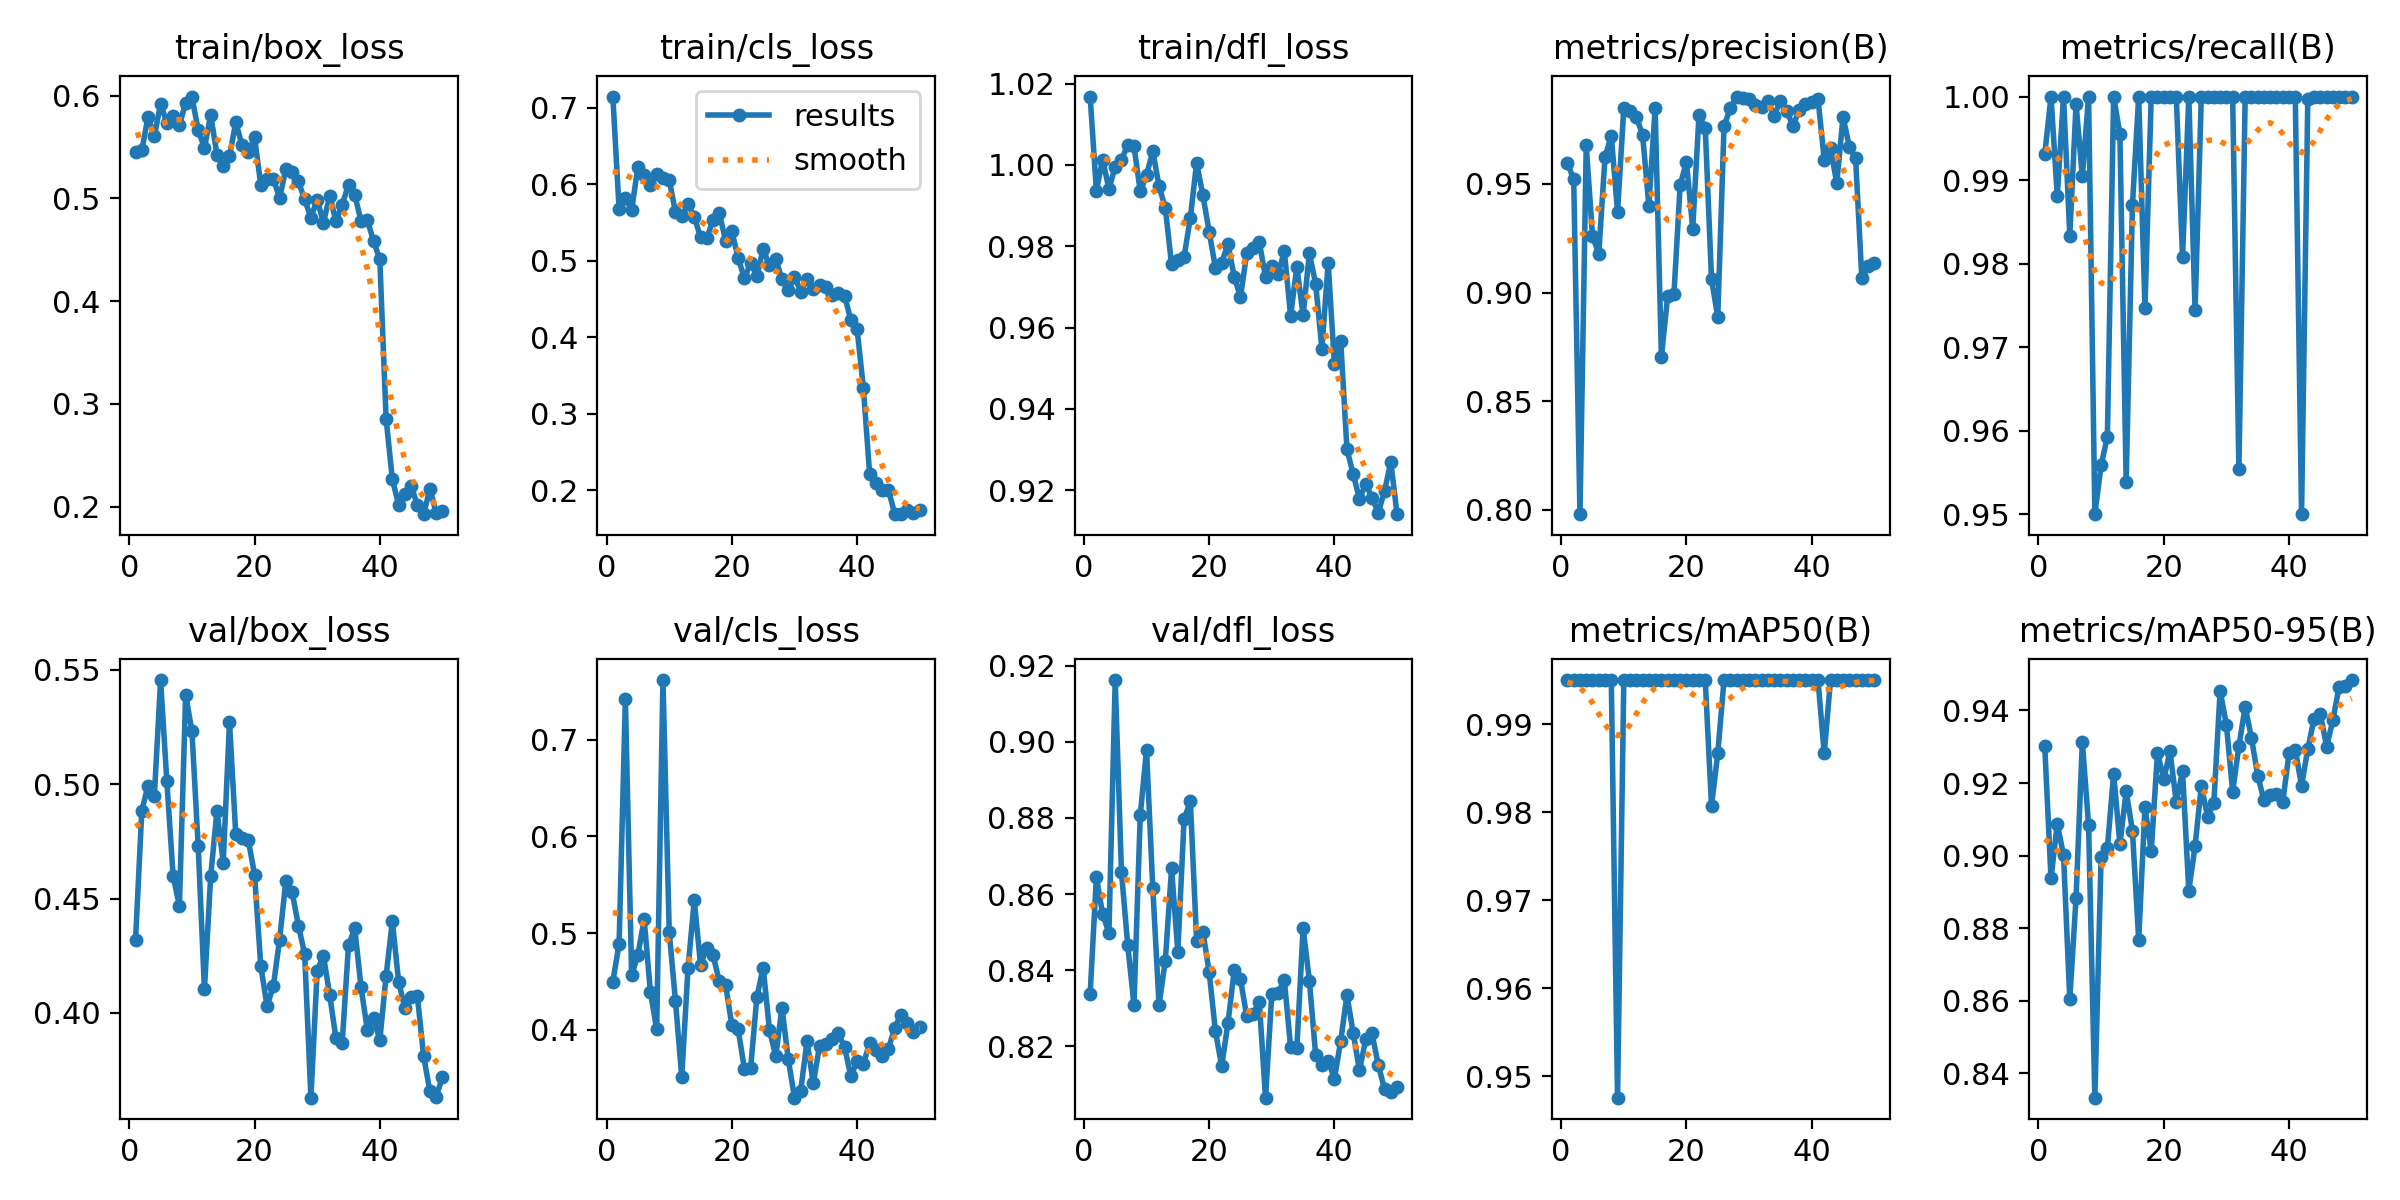 train/box_loss
0.6
0.5
0.4
0.3
0.2
0 20 40
train/cls_loss
results
smooth
0.7
0.6
0.5
0.4
0.3
0.2
0 20 40
train/dfl_loss
1.02
1.00
0.98
0.96
0.94
0.92
0 20 40
metrics/precision(B)
0.95
0.90
0.85
0.80
0 20 40
metrics/recall(B)
1.00
0.99
0.98
0.97
0.96
0.95
0 20 40
val/box_loss
0.55
0.50
0.45
0.40
0 20 40
val/cls_loss
0.7
0.6
0.5
0.4
0 20 40
val/dfl_loss
0.92
0.90
0.88
0.86
0.84
0.82
0 20 40
metrics/mAP50(B)
0.99
0.98
0.97
0.96
0.95
0 20 40
metrics/mAP50-95(B)
0.94
0.92
0.90
0.88
0.86
0.84
0 20 40